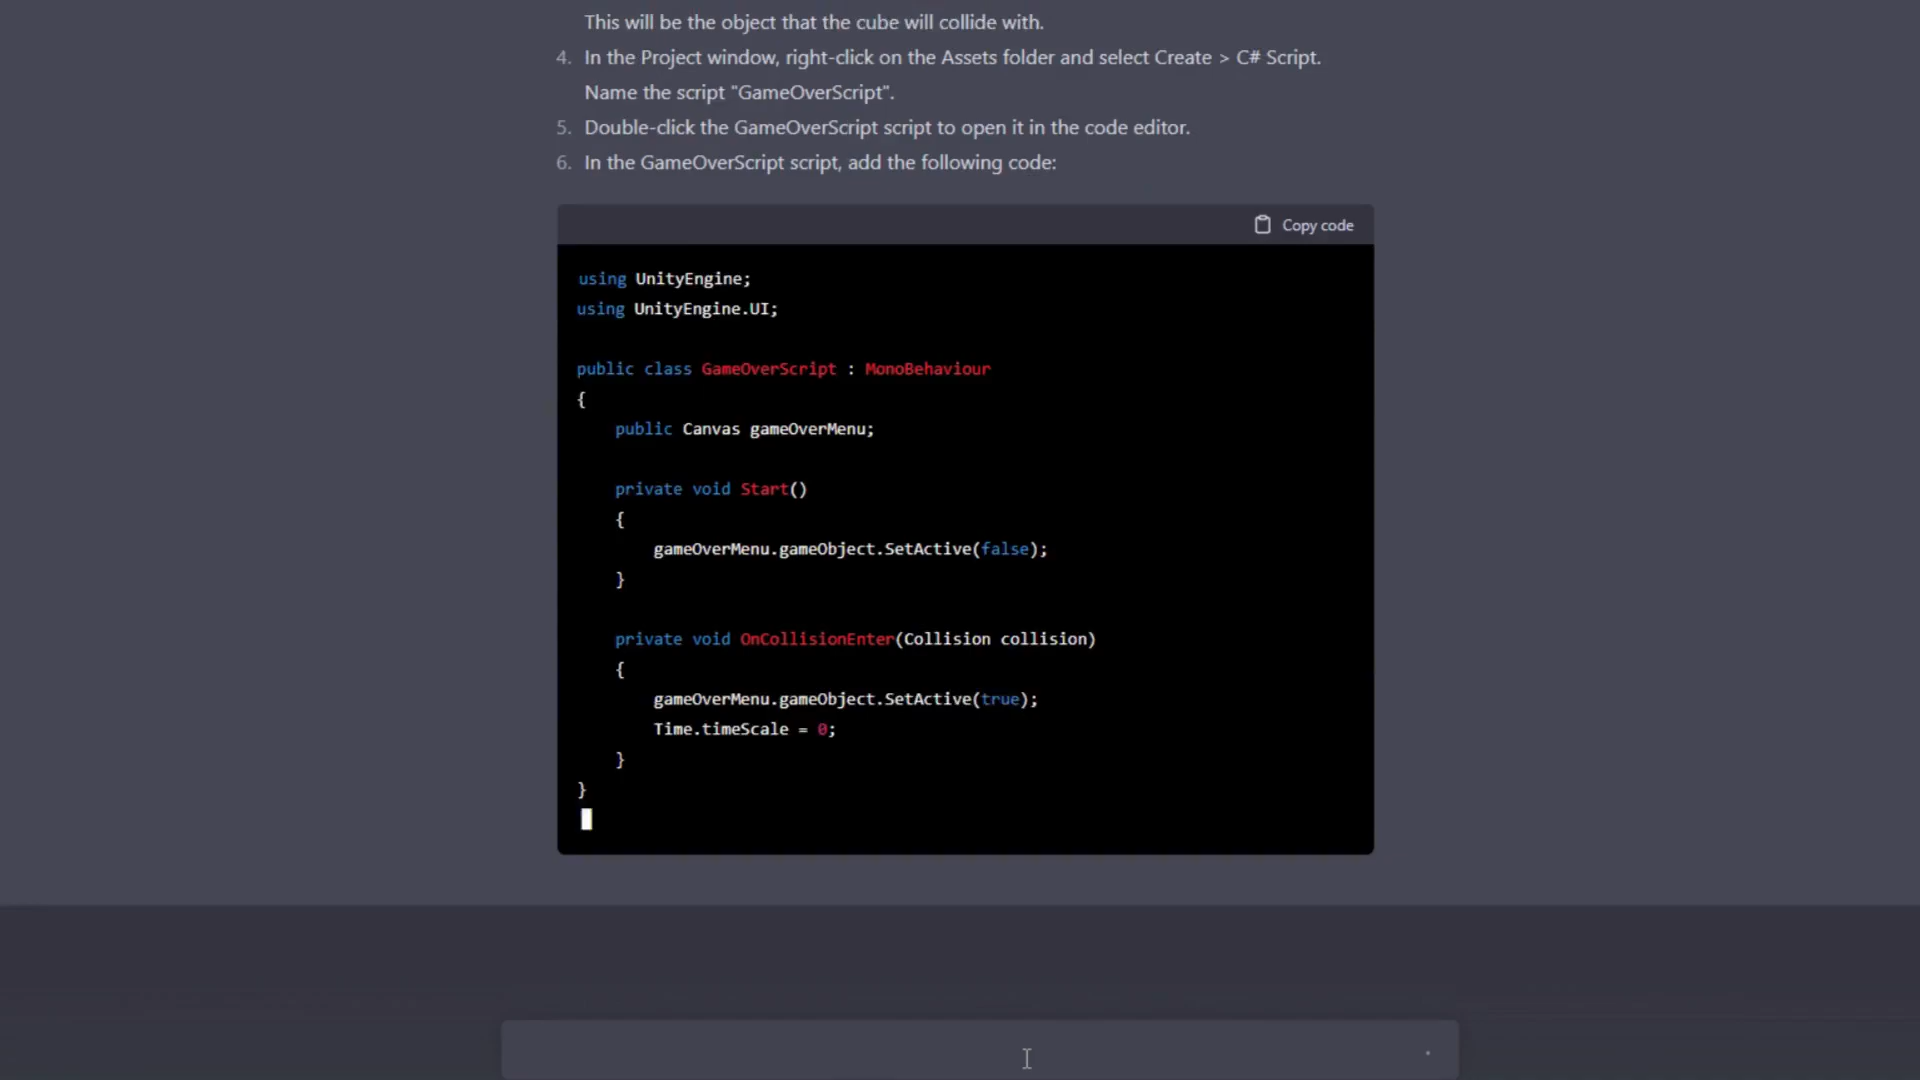 This will be the object that the cube will collide with.
4. In the Project window, right-click on the Assets folder and select Create > C# Script.
Name the script "GameOverScript".
5. Double-click the GameOverScript script to open it in the code editor.
6. In the GameOverScript script, add the following code:
Copy code
using UnityEngine;
using UnityEngine.UI;
public class GameOverScript : MonoBehaviour
{
    public Canvas gameOverMenu;
    private void Start()
    {
        gameOverMenu.gameObject.SetActive(false);
    }
    private void OnCollisionEnter(Collision collision)
    {
        gameOverMenu.gameObject.SetActive(true);
        Time.timeScale = 0;
    }
}